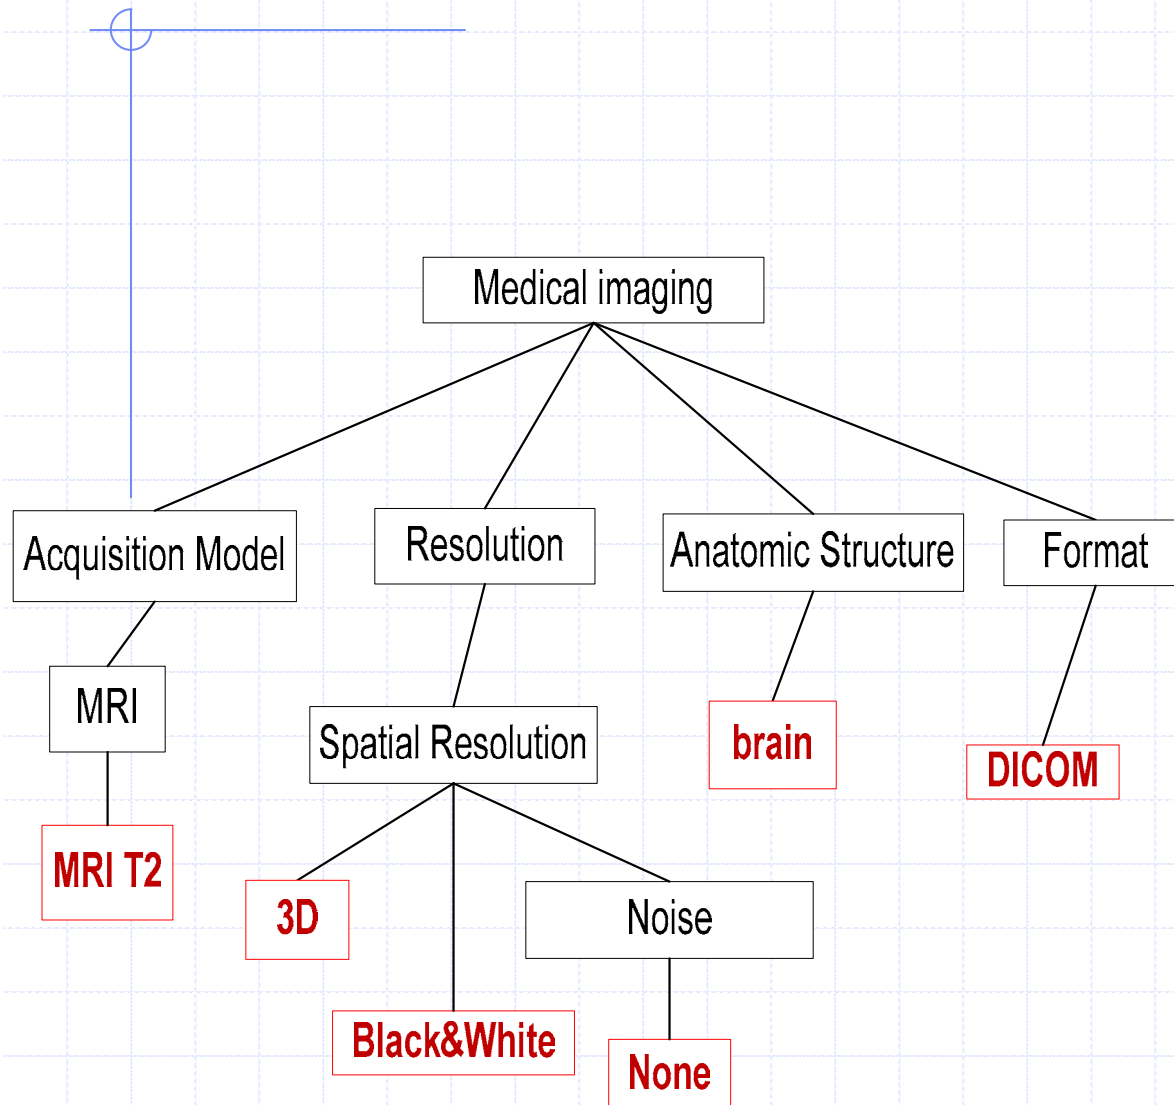 Medical imaging
Acquisition Model
Resolution
Anatomic Structure
Format
MRI
Spatial Resolution
brain
DICOM
MRI T2
3D
Noise
Black&White
None